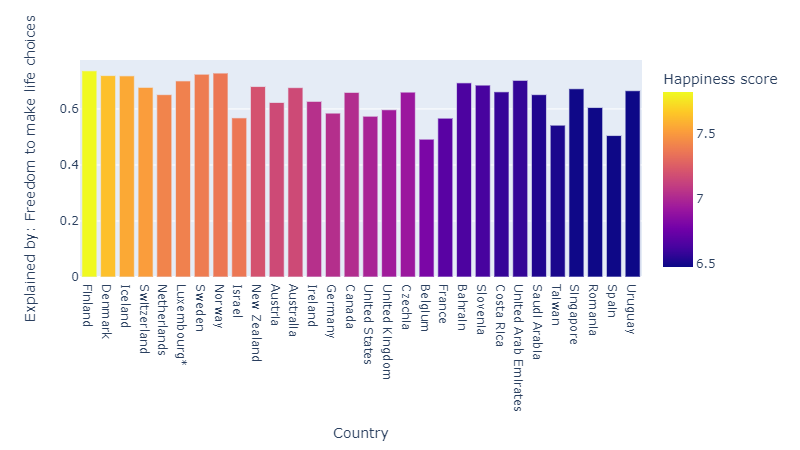 Explained by: Freedom to make life choices
0.6
0.4
0.2
0
Finland
Denmark
Iceland
Switzerland
Netherlands
Luxembourg*
Sweden
Norway
Israel
New Zealand
Austria
Australia
Ireland
Germany
Canada
United States
United Kingdom
Czechia
Belgium
France
Bahrain
Slovenia
Costa Rica
United Arab Emirates
Saudi Arabia
Taiwan
Singapore
Romania
Spain
Uruguay
Country
Happiness score
7.5
7
6.5